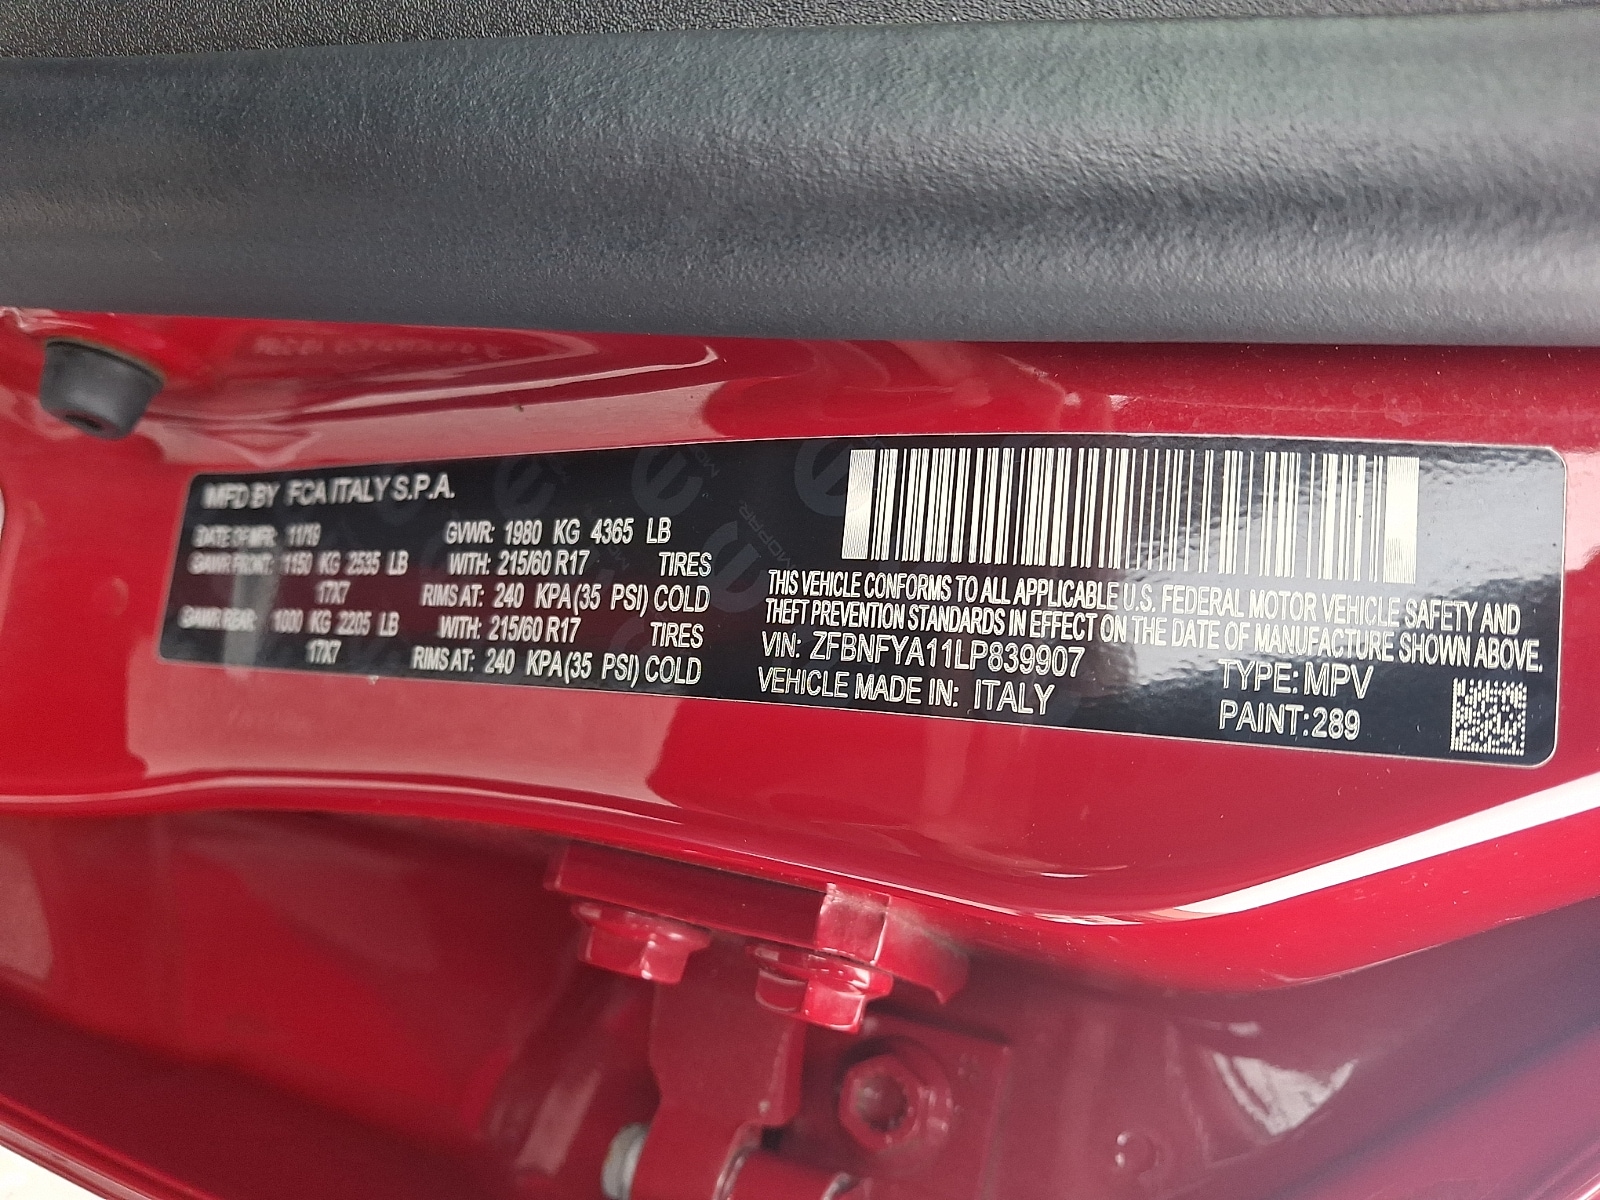 MFD BY FCA ITALY S.P.A.
DATE OF MFR: 11/19 GVWR: 1980 KG 4365 LB
GAWR FRONT: 1150 KG 2535 LB WITH: 215/60 R17 TIRES
17X7 RIMS AT: 240 KPA (35 PSI) COLD
GAWR REAR: 1000 KG 2205 LB WITH: 215/60 R17 TIRES
17X7 RIMS AT: 240 KPA (35 PSI) COLD
THIS VEHICLE CONFORMS TO ALL APPLICABLE U.S. FEDERAL MOTOR VEHICLE SAFETY AND
THEFT PREVENTION STANDARDS IN EFFECT ON THE DATE OF MANUFACTURE SHOWN ABOVE.
VIN: ZFBNFYA11LP839907 TYPE: MPV
VEHICLE MADE IN: ITALY PAINT: 289
MOPAR